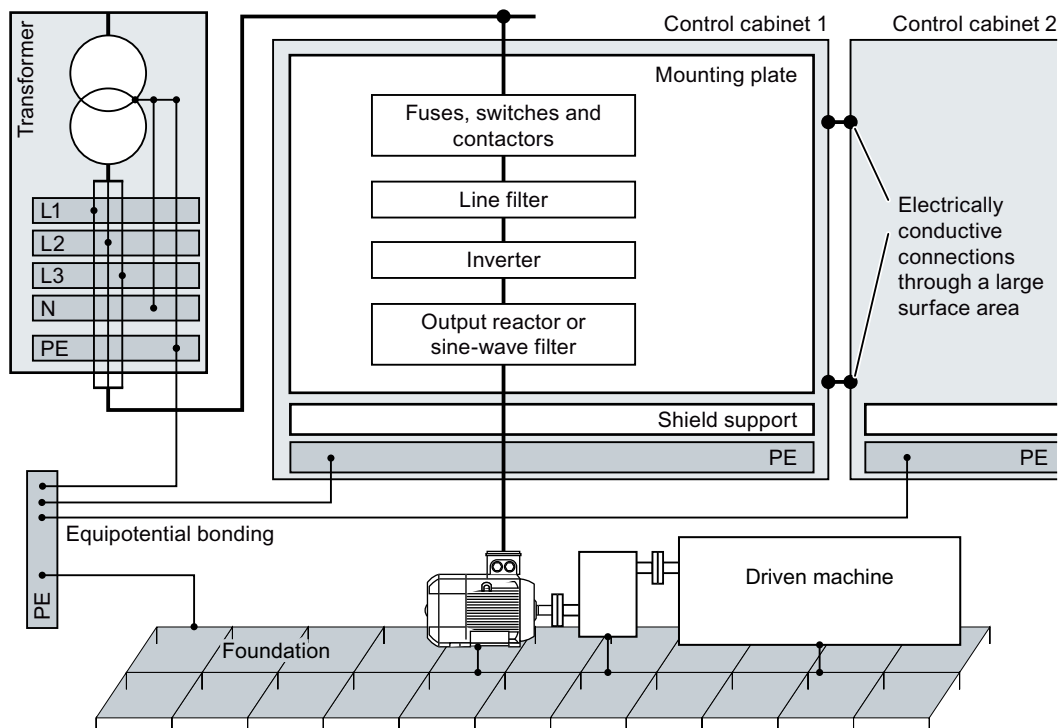 Transformer
L1
L2
L3
N
PE
Control cabinet 1
Mounting plate
Fuses, switches and
contactors
Line filter
Inverter
Output reactor or
sine-wave filter
Shield support
PE
Control cabinet 2
Electrically
conductive
connections
through a large
surface area
PE
Equipotential bonding
PE
Driven machine
Foundation